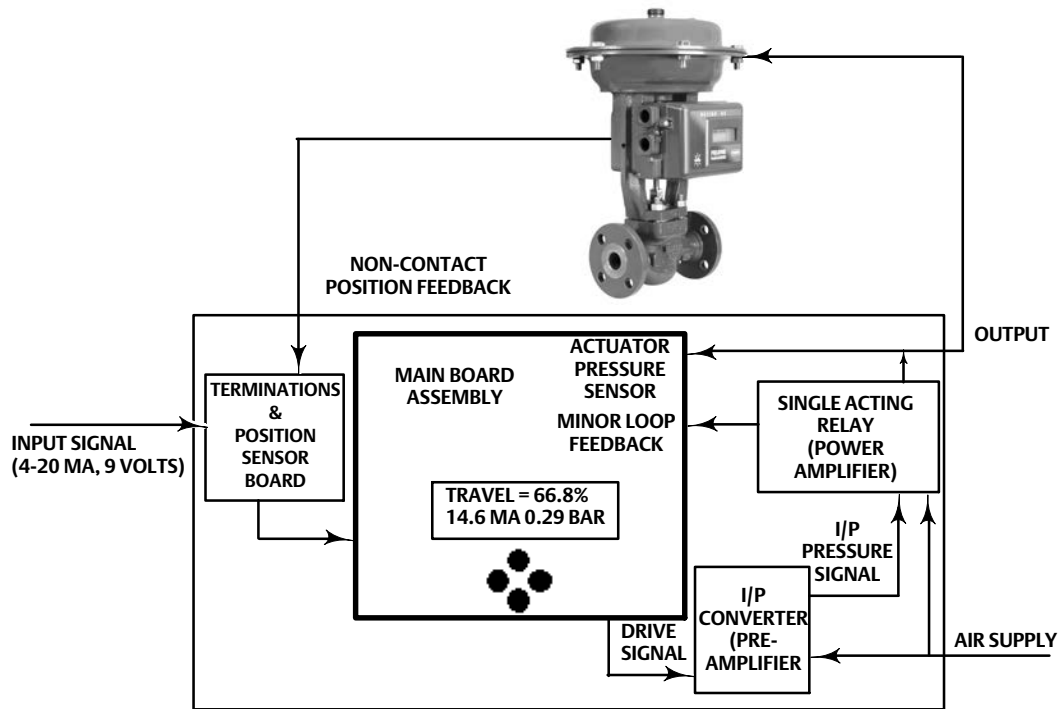 NON-CONTACT
POSITION FEEDBACK
OUTPUT
ACTUATOR
PRESSURE
SENSOR
MAIN BOARD
ASSEMBLY
MINOR LOOP
FEEDBACK
TERMINATIONS
&
POSITION
SENSOR
BOARD
INPUT SIGNAL
(4-20 MA, 9 VOLTS)
SINGLE ACTING
RELAY
(POWER
AMPLIFIER)
TRAVEL = 66.8%
14.6 MA 0.29 BAR
I/P
PRESSURE
SIGNAL
I/P
CONVERTER
(PRE-
AMPLIFIER
DRIVE
SIGNAL
AIR SUPPLY